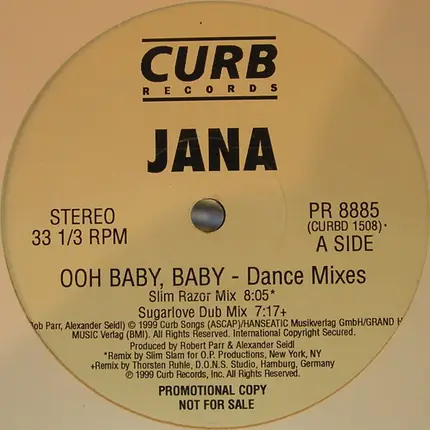 CURB
RECORDS
JANA
STEREO
33 1/3 RPM
PR 8885
(CURBD 1508)·
A SIDE
OOH BABY, BABY - Dance Mixes
Slim Razor Mix 8:05*
Sugarlove Dub Mix 7:17+
ob Parr, Alexander Seidl) © 1999 Curb Songs (ASCAP)/HANSEATIC Musikverlag GmbH/GRAND H
MUSIC Verlag (BMI). All Rights Reserved. International Copyright Secured.
Produced by Robert Parr & Alexander Seidl
*Remix by Slim Slam for O.P. Productions, New York, NY
+Remix by Thorsten Ruhle, D.O.N.S. Studio, Hamburg, Germany
℗ 1999 Curb Records, Inc. All Rights Reserved.
PROMOTIONAL COPY
NOT FOR SALE